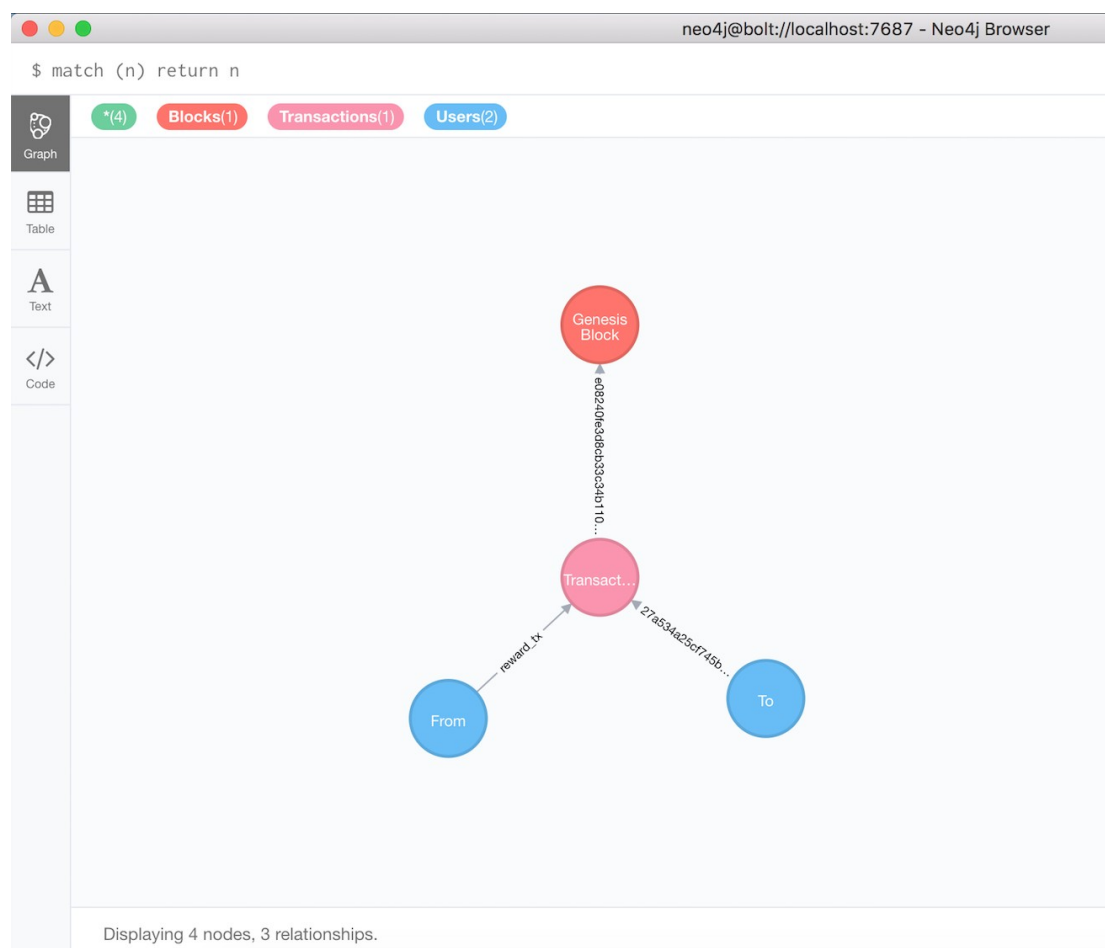 neo4j@bolt://localhost:7687 - Neo4j Browser
$ match (n) return n
*(4) Blocks(1) Transactions(1) Users(2)
Graph
Table
A
Text
</>
Code
Genesis
Block
e08240fe3d8cb33c34b110...
Transact...
reward_tx
27a534a25cf745b...
From
To
Displaying 4 nodes, 3 relationships.